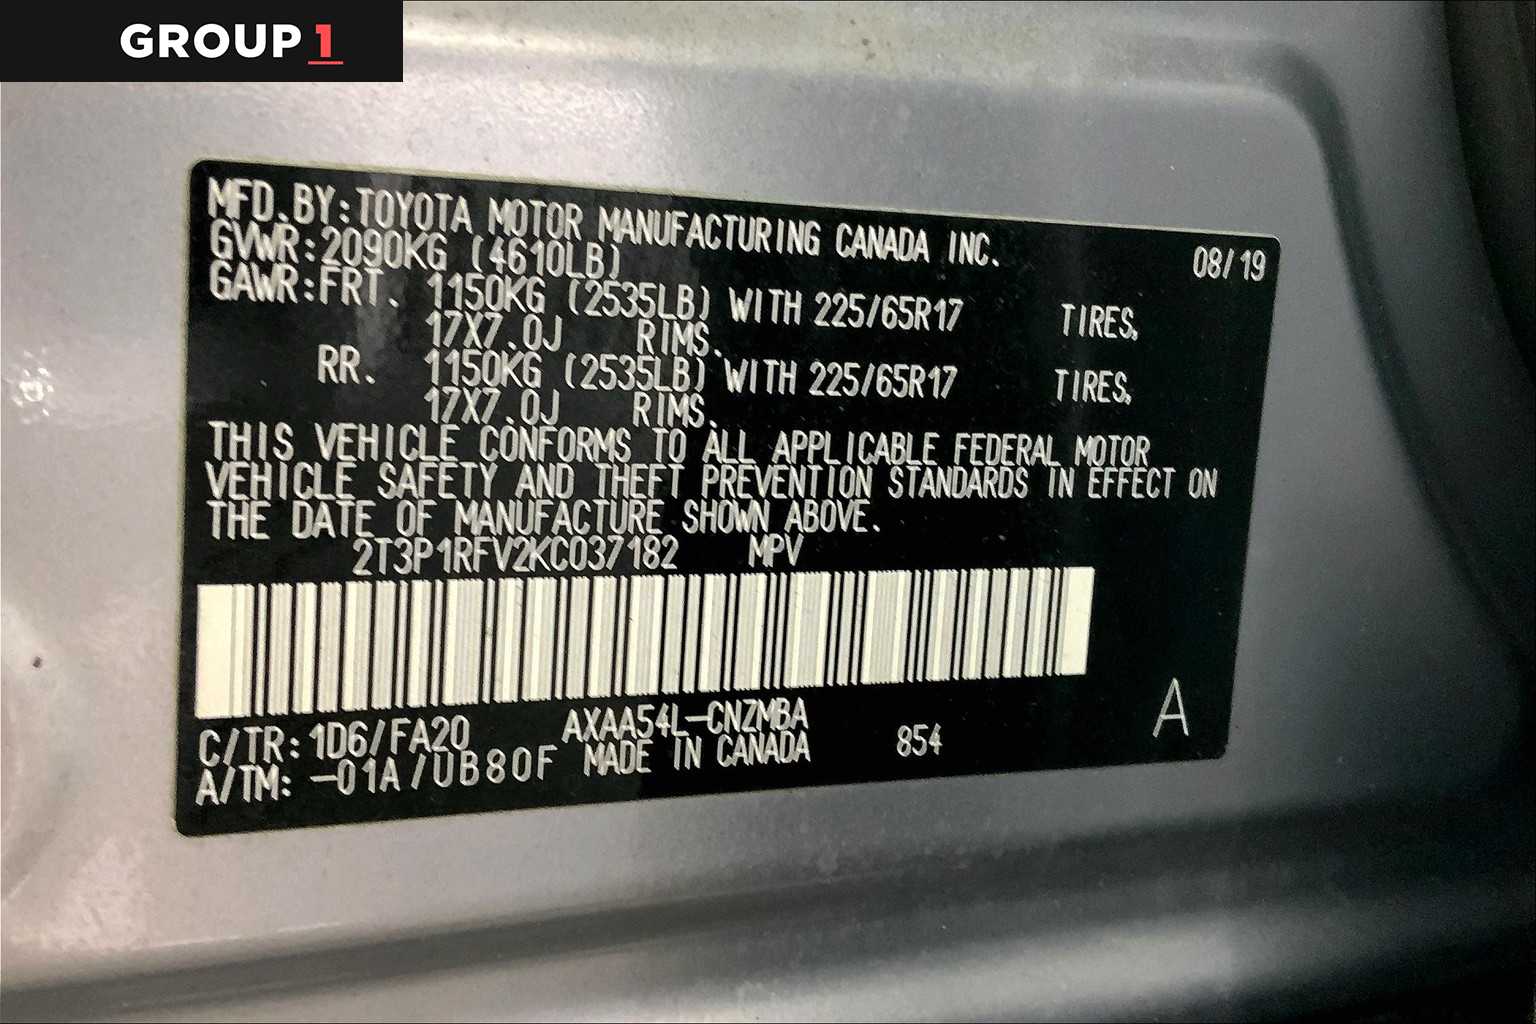 GROUP 1
MFD.BY:TOYOTA MOTOR MANUFACTURING CANADA INC. 08/19
GVWR:2090KG (4610LB)
GAWR:FRT. 1150KG (2535LB) WITH 225/65R17 TIRES,
17X7.0J RIMS.
RR. 1150KG (2535LB) WITH 225/65R17 TIRES,
17X7.0J RIMS.
THIS VEHICLE CONFORMS TO ALL APPLICABLE FEDERAL MOTOR
VEHICLE SAFETY AND THEFT PREVENTION STANDARDS IN EFFECT ON
THE DATE OF MANUFACTURE SHOWN ABOVE.
2T3P1RFV2KC037182 MPV
C/TR: 1D6/FA20 AXAA54L-CNZMBA
A/TM: -01A/UB80F MADE IN CANADA 854 A